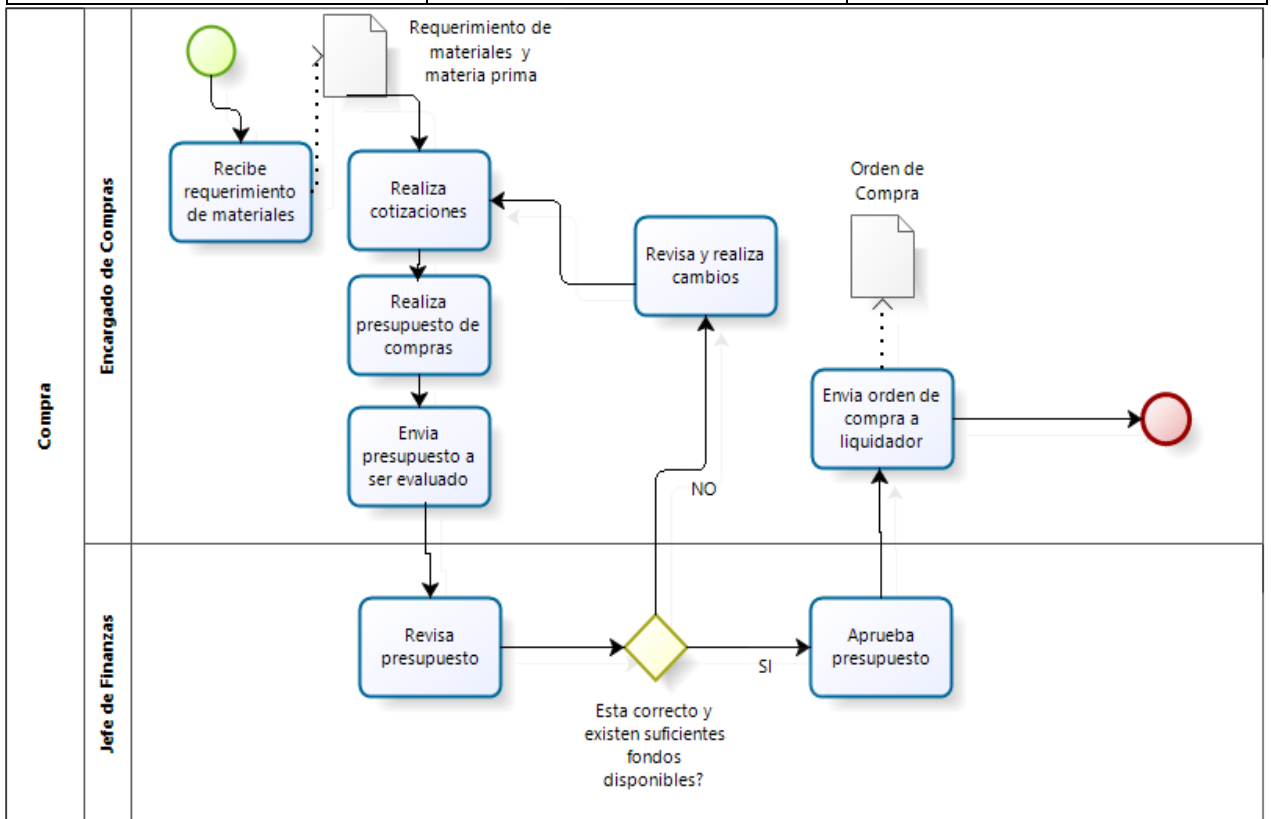 Compra
Encargado de Compras
Requerimiento de
materiales y
materia prima
Recibe
requerimiento
de materiales
Realiza
cotizaciones
Realiza
presupuesto de
compras
Envia
presupuesto a
ser evaluado
Revisa y realiza
cambios
NO
Orden de
Compra
Envia orden de
compra a
liquidador
Jefe de Finanzas
Revisa
presupuesto
Esta correcto y
existen suficientes
fondos
disponibles?
SI
Aprueba
presupuesto